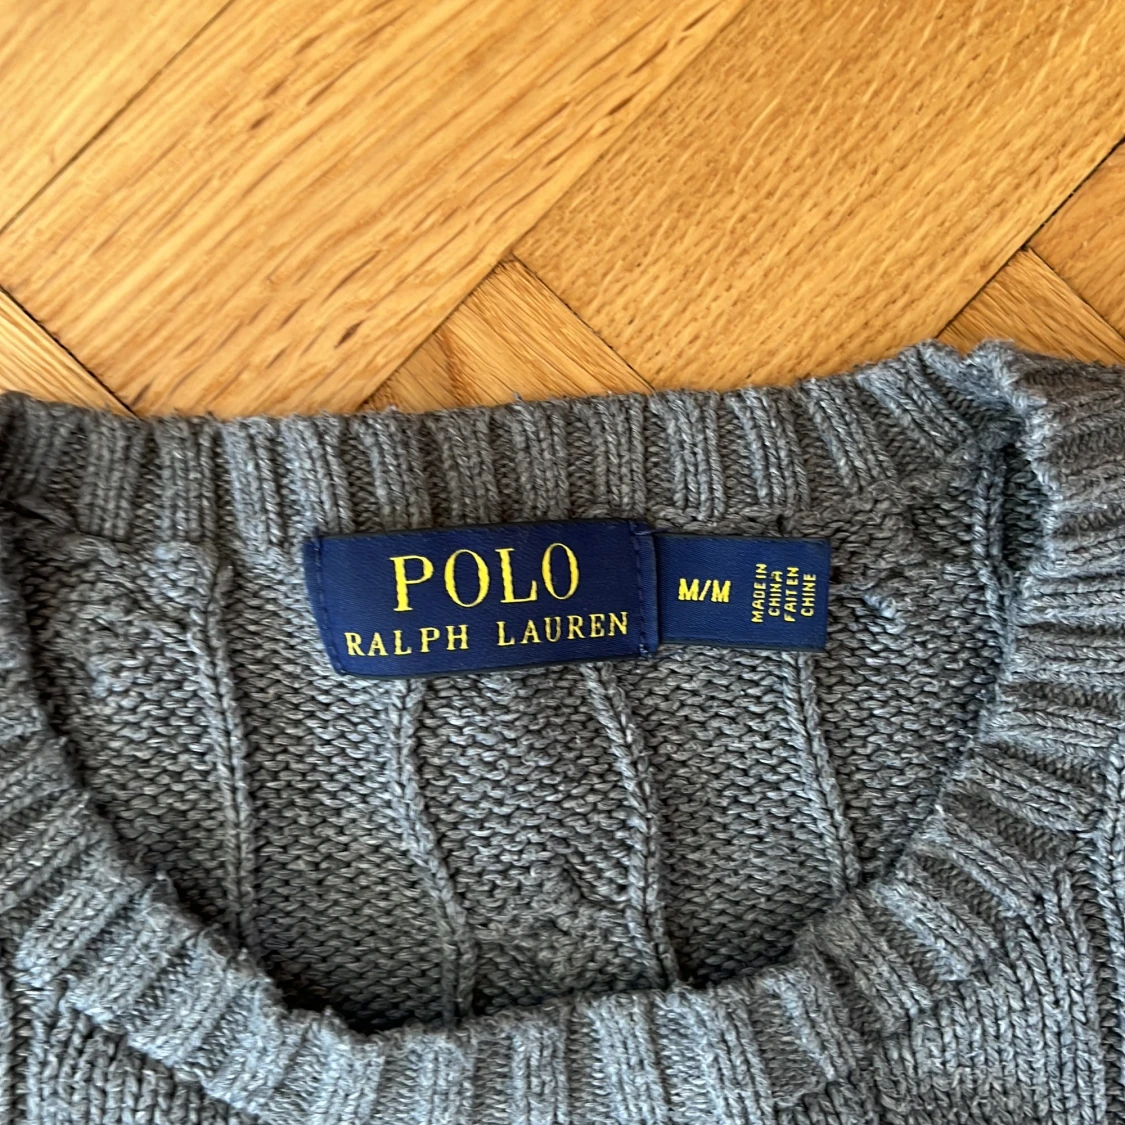 POLO
RALPH LAUREN
M/M
MADE IN
CHINA
FAIT EN
CHINE